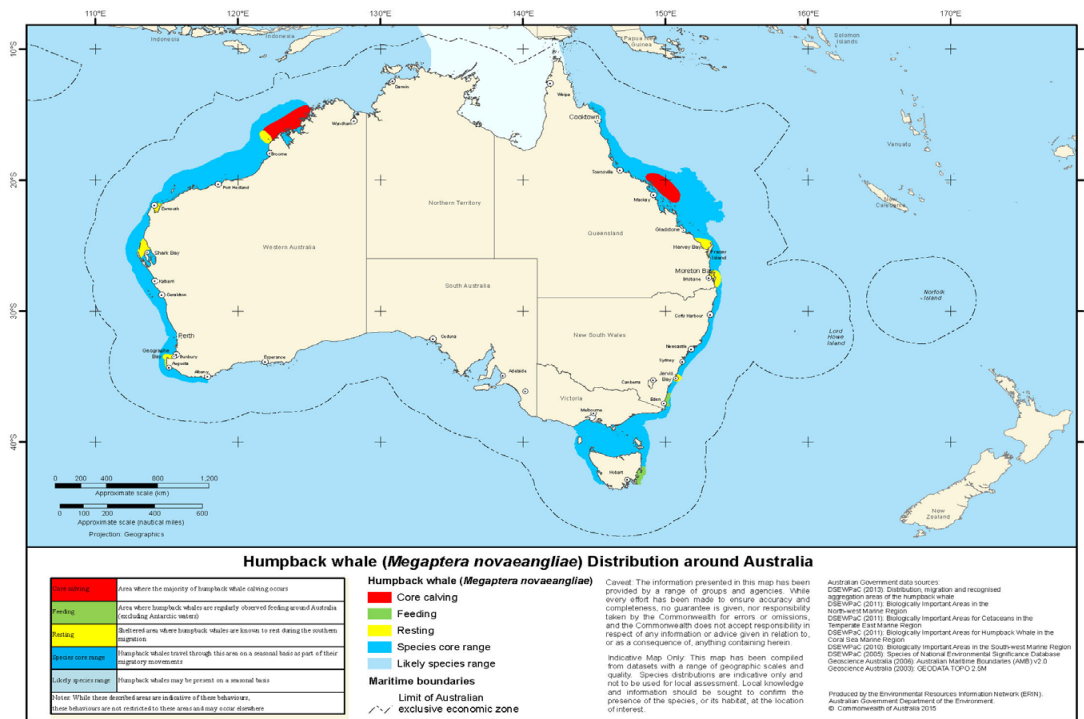 110°E 120°E 130°E 140°E 150°E 160°E 170°E
Indonesia
Indonesia
Papua New
Guinea
Solomon
Islands
10°S
Darwin
Weipa
Wyndham
Cooktown
Broome
Vanuatu
Townsville
20°S
Port Hedland
Mackay
Exmouth
Northern Territory
New
Caledonia
Gladstone
Queensland
Western Australia
Hervey Bay
Fraser
Island
Shark Bay
Moreton Bay
Brisbane
Kalbarri
South Australia
Geraldton
Norfolk
Island
30°S
Coffs Harbour
Lord
Howe
Island
Perth
Ceduna
New South Wales
Newcastle
Geographe
Bay
Bunbury
Augusta
Esperance
Sydney
Albany
Adelaide
Jervis
Bay
Canberra
Victoria
Eden
Melbourne
40°S
Hobart
New
Zealand
0 200 400 600 800 1,200
Approximate scale (km)
0 100 200 300 400 600
Approximate scale (nautical miles)
Projection: Geographics
Humpback whale (Megaptera novaeangliae) Distribution around Australia
Core calving Area where the majority of humpback whale calving occurs
Feeding Area where humpback whales are regularly observed feeding around Australia
(excluding Antarctic waters)
Resting Sheltered area where humpback whales are known to rest during the southern
migration
Species core range Humpback whales travel through this area on a seasonal basis as part of their
migratory movements
Likely species range Humpback whales may be present on a seasonal basis
Notes: While these described areas are indicative of these behaviours,
these behaviours are not restricted to these areas and may occur elsewhere
Humpback whale (Megaptera novaeangliae)
Core calving
Feeding
Resting
Species core range
Likely species range
Maritime boundaries
Limit of Australian
exclusive economic zone
Caveat: The information presented in this map has been
provided by a range of groups and agencies. While
every effort has been made to ensure accuracy and
completeness, no guarantee is given, nor responsibility
taken by the Commonwealth for errors or omissions,
and the Commonwealth does not accept responsibility in
respect of any information or advice given in relation to,
or as a consequence of, anything containing herein.
Indicative Map Only: This map has been compiled
from datasets with a range of geographic scales and
quality. Species distributions are indicative only and
not to be used for local assessment. Local knowledge
and information should be sought to confirm the
presence of the species, or its habitat, at the location
of interest.
Australian Government data sources:
DSEWPaC (2013): Distribution, migration and recognised
aggregation areas of the humpback whale
DSEWPaC (2011): Biologically Important Areas in the
North-west Marine Region
DSEWPaC (2011): Biologically Important Areas for Cetaceans in the
Temperate East Marine Region
DSEWPaC (2011): Biologically Important Areas for Humpback Whale in the
Coral Sea Marine Region
DSEWPaC (2010): Biologically Important Areas in the South-west Marine Region
DSEWPaC (2005): Species of National Environmental Significance Database
Geoscience Australia (2006): Australian Maritime Boundaries (AMB) v2.0
Geoscience Australia (2003): GEODATA TOPO 2.5M
Produced by the Environmental Resources Information Network (ERIN).
Australian Government Department of the Environment.
© Commonwealth of Australia 2015